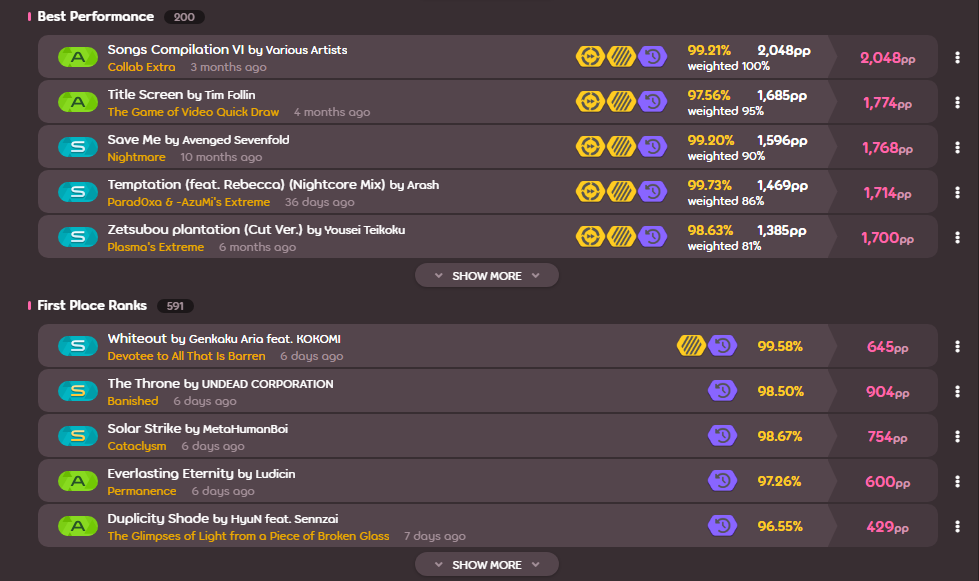 Best Performance 200
A Songs Compilation VI by Various Artists 99.21% 2,048pp 2,048pp
Collab Extra 3 months ago weighted 100%
A Title Screen by Tim Follin 97.56% 1,685pp 1,774pp
The Game of Video Quick Draw 4 months ago weighted 95%
S Save Me by Avenged Sevenfold 99.20% 1,596pp 1,768pp
Nightmare 10 months ago weighted 90%
S Temptation (feat. Rebecca) (Nightcore Mix) by Arash 99.73% 1,469pp 1,714pp
Parad0xa & -AzuMi's Extreme 36 days ago weighted 86%
S Zetsubou plantation (Cut Ver.) by Yousei Teikoku 98.63% 1,385pp 1,700pp
Plasma's Extreme 6 months ago weighted 81%
SHOW MORE
First Place Ranks 591
S Whiteout by Genkaku Aria feat. KOKOMI 99.58% 645pp
Devotee to All That Is Barren 6 days ago
S The Throne by UNDEAD CORPORATION 98.50% 904pp
Banished 6 days ago
S Solar Strike by MetaHumanBoi 98.67% 754pp
Cataclysm 6 days ago
A Everlasting Eternity by Ludicin 97.26% 600pp
Permanence 6 days ago
A Duplicity Shade by HyuN feat. Sennzai 96.55% 429pp
The Glimpses of Light from a Piece of Broken Glass 7 days ago
SHOW MORE